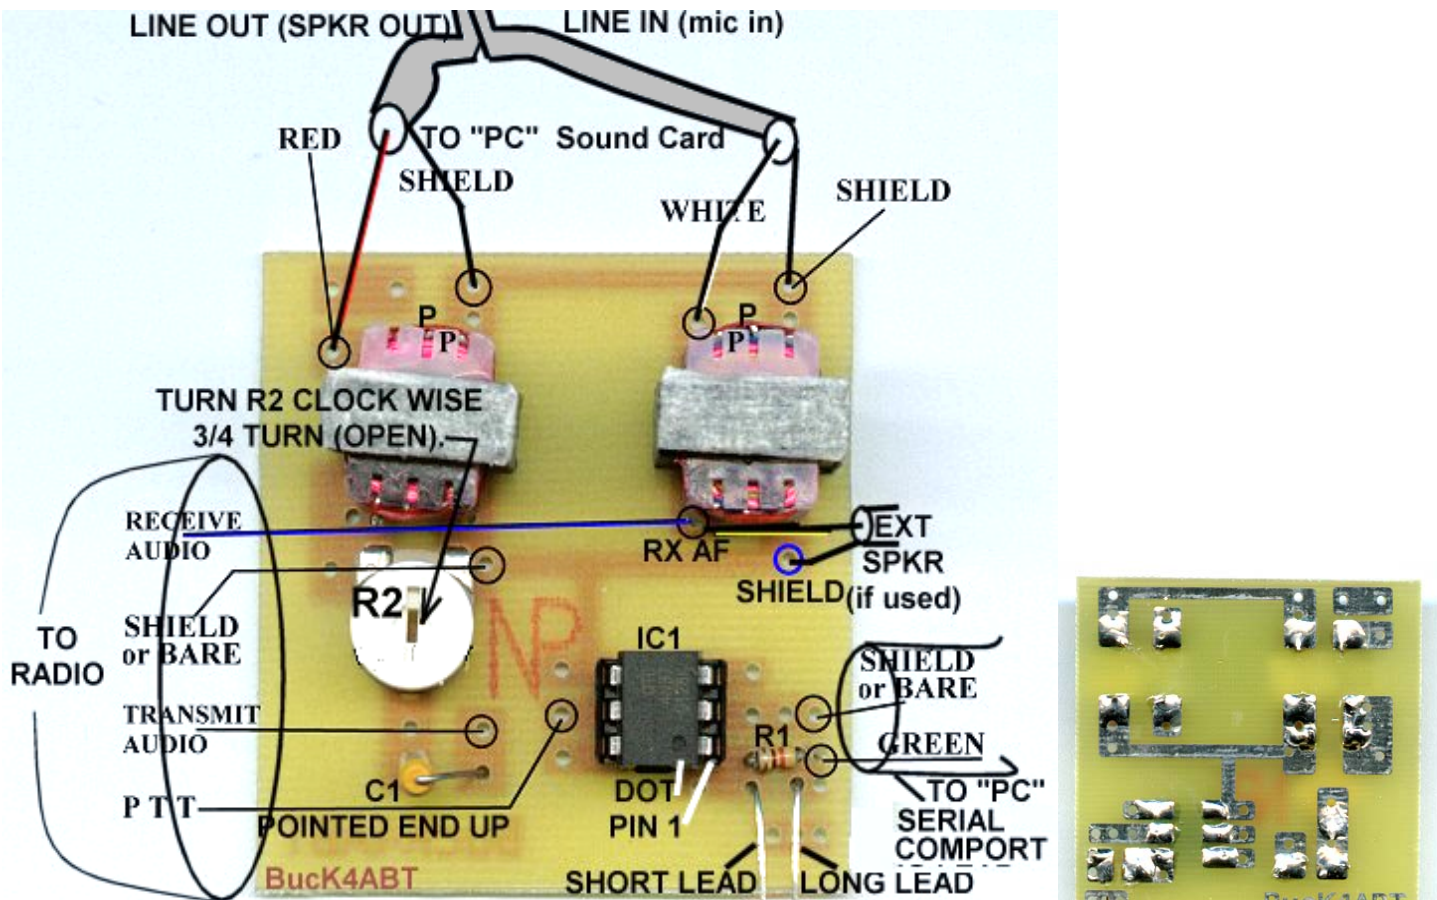 LINE OUT (SPKR OUT)
LINE IN (mic in)
RED
TO "PC" Sound Card
SHIELD
WHITE
SHIELD
P
P
P
P
TURN R2 CLOCK WISE
3/4 TURN (OPEN).
RECEIVE
AUDIO
RX AF
EXT
SPKR
(if used)
SHIELD
R2
NP
SHIELD
or BARE
TO
RADIO
IC1
SHIELD
or BARE
TRANSMIT
AUDIO
R1
GREEN
C1
POINTED END UP
PTT
DOT
PIN 1
TO "PC"
SERIAL
COMPORT
BucK4ABT
SHORT LEAD
LONG LEAD
BucK4ABT